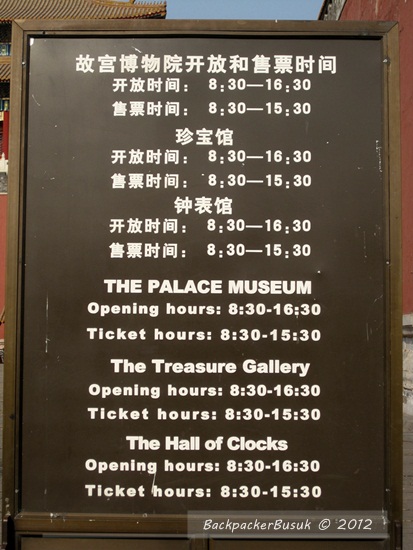 故宫博物院开放和售票时间
开放时间： 8:30—16:30
售票时间： 8:30—15:30
珍宝馆
开放时间： 8:30—16:30
售票时间： 8:30—15:30
钟表馆
开放时间： 8:30—16:30
售票时间： 8:30—15:30
THE PALACE MUSEUM
Opening hours: 8:30-16:30
Ticket hours: 8:30-15:30
The Treasure Gallery
Opening hours: 8:30-16:30
Ticket hours: 8:30-15:30
The Hall of Clocks
Opening hours: 8:30-16:30
Ticket hours: 8:30-15:30
BackpackerBusuk © 2012